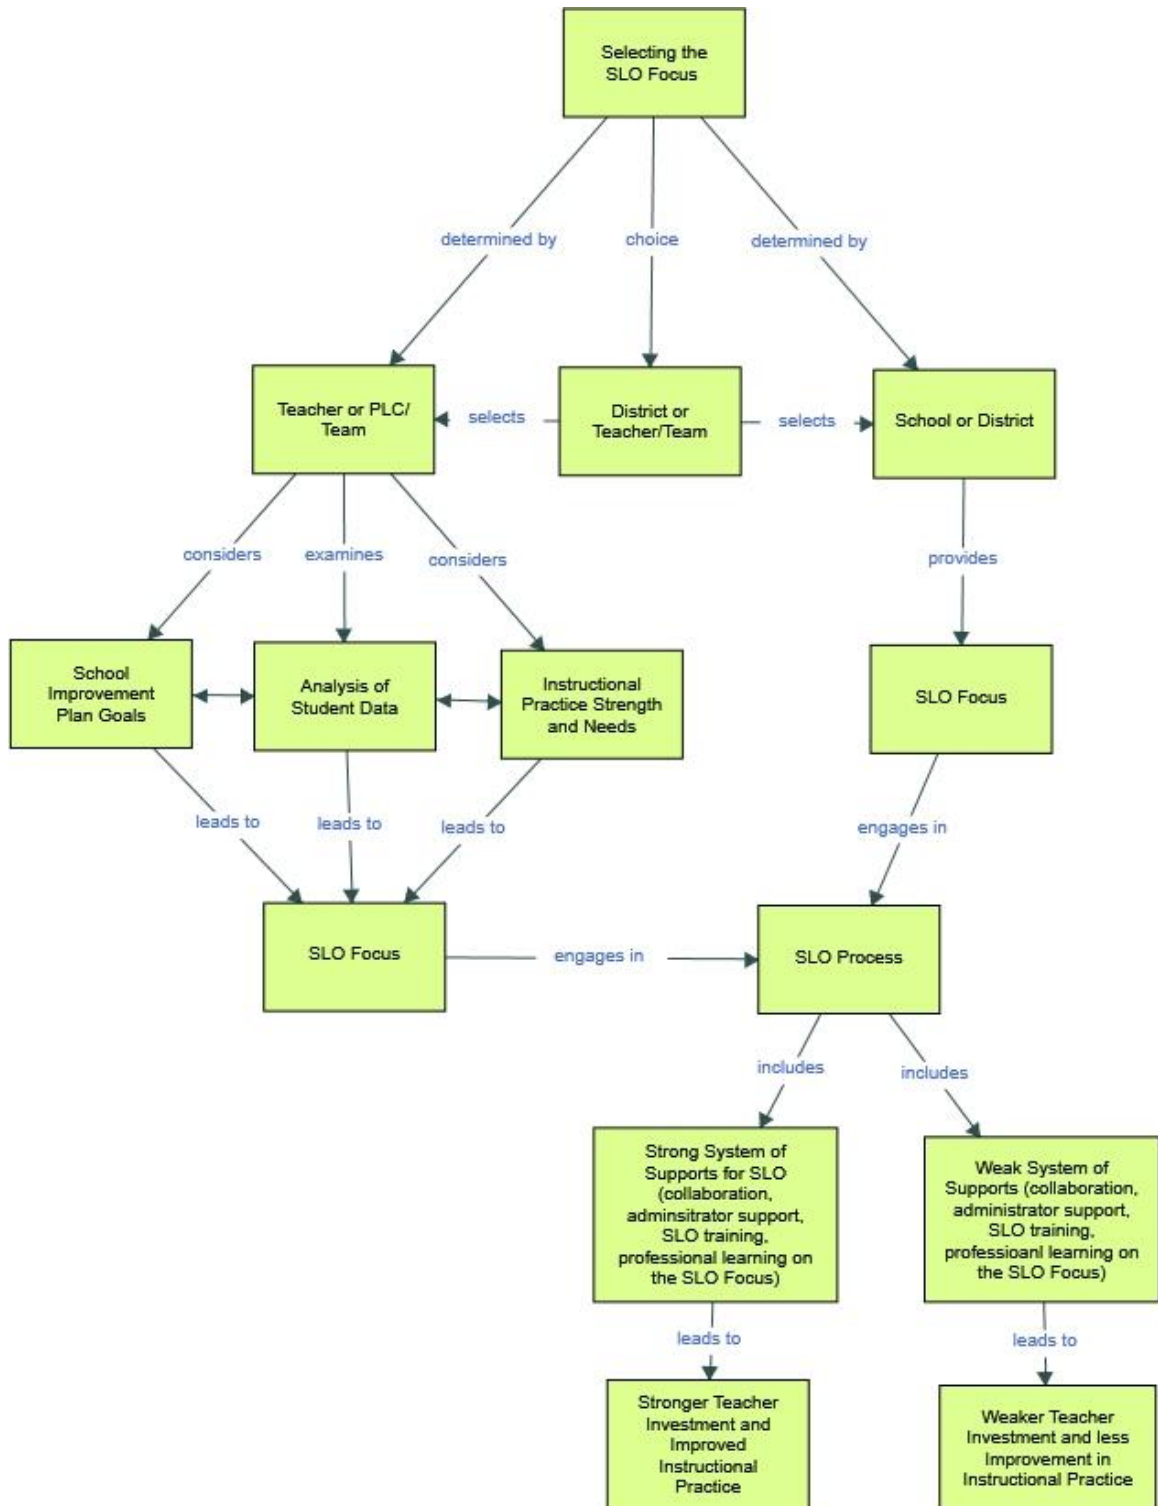 Selecting the
SLO Focus
determined by
choice
determined by
Teacher or PLC/
Team
selects
District or
Teacher/Team
selects
School or District
considers
examines
considers
provides
School
Improvement
Plan Goals
Analysis of
Student Data
Instructional
Practice Strength
and Needs
SLO Focus
leads to
leads to
leads to
engages in
SLO Focus
engages in
SLO Process
includes
includes
Strong System of
Supports for SLO
(collaboration,
adminsitrator support,
SLO training,
professional learning on
the SLO Focus)
Weak System of
Supports (collaboration,
administrator support,
SLO training,
professioanl learning on
the SLO Focus)
leads to
leads to
Stronger Teacher
Investment and
Improved
Instructional
Practice
Weaker Teacher
Investment and less
Improvement in
Instructional Practice